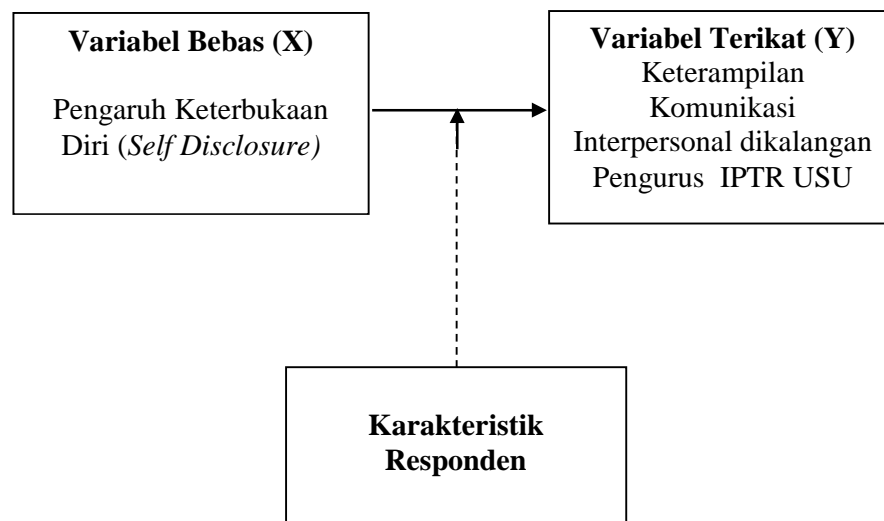 Variabel Bebas (X)
Pengaruh Keterbukaan
Diri (Self Disclosure)
Variabel Terikat (Y)
Keterampilan
Komunikasi
Interpersonal dikalangan
Pengurus IPTR USU
Karakteristik
Responden